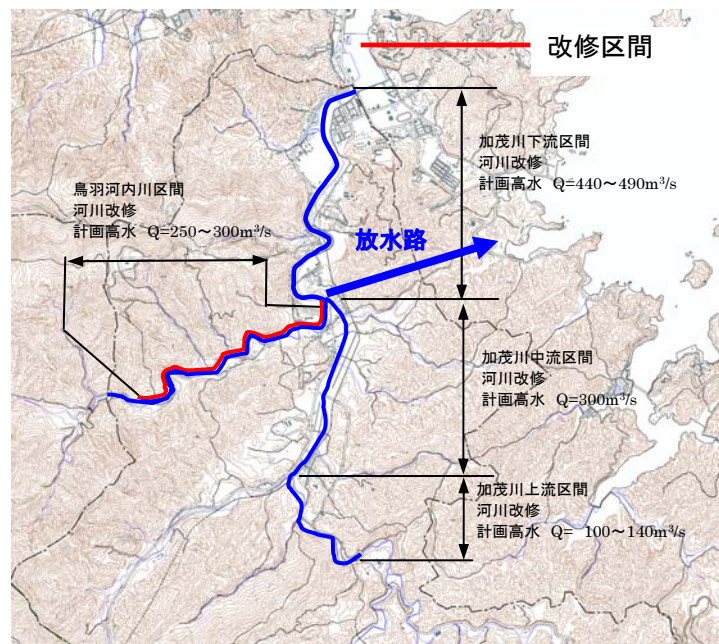 改修区間
加茂川下流区間
河川改修
計画高水 Q=440～490m³/s
鳥羽河内川区間
河川改修
計画高水 Q=250～300m³/s
放水路
加茂川中流区間
河川改修
計画高水 Q=300m³/s
加茂川上流区間
河川改修
計画高水 Q= 100～140m³/s